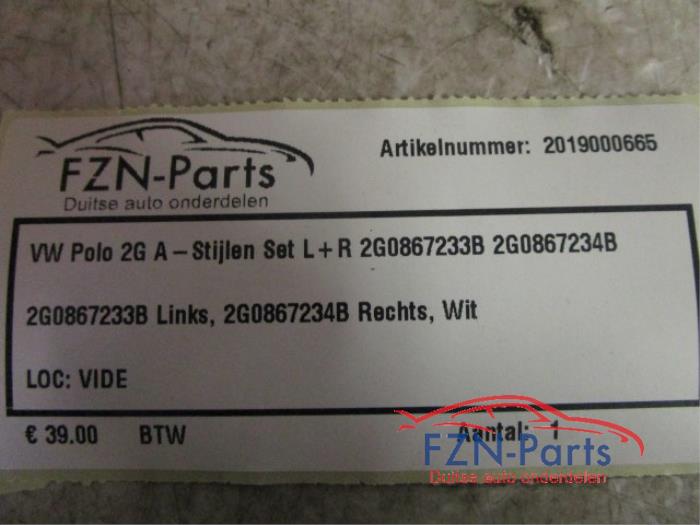 FZN-Parts
Duitse auto onderdelen
Artikelnummer: 2019000665
VW Polo 2G A-Stijlen Set L+R 2G0867233B 2G0867234B
2G0867233B Links, 2G0867234B Rechts, Wit
LOC: VIDE
€ 39.00 BTW
Aantal: 1
FZN-Parts
Duitse auto onderdelen